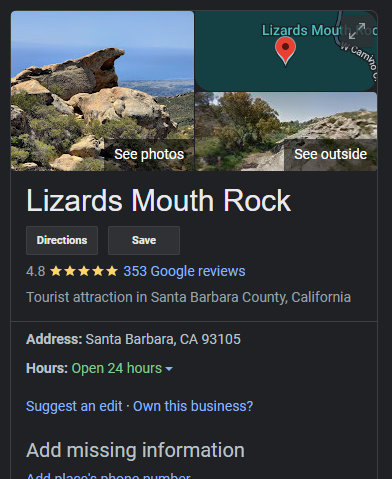 Lizards Mouth Roc
W Camino C
See photos
See outside
Lizards Mouth Rock
Directions
Save
4.8 353 Google reviews
Tourist attraction in Santa Barbara County, California
Address: Santa Barbara, CA 93105
Hours: Open 24 hours
Suggest an edit · Own this business?
Add missing information
Add place's phone number